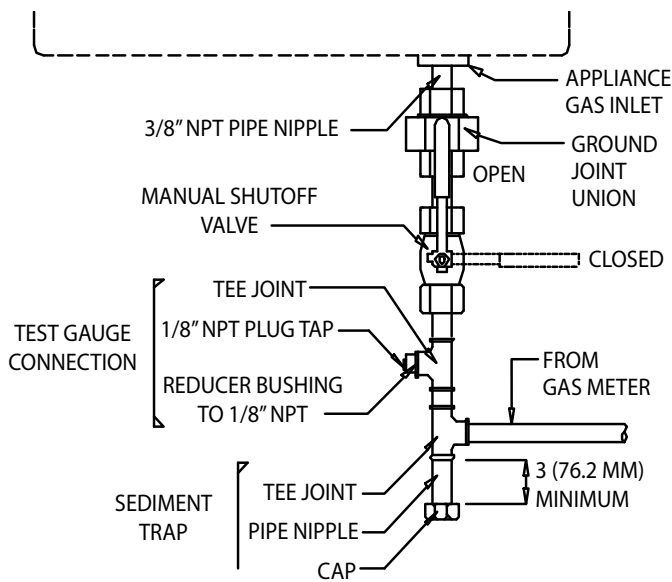 APPLIANCE
GAS INLET
3/8” NPT PIPE NIPPLE
GROUND
JOINT
UNION
OPEN
MANUAL SHUTOFF
VALVE
CLOSED
TEE JOINT
TEST GAUGE
CONNECTION
1/8” NPT PLUG TAP
REDUCER BUSHING
TO 1/8” NPT
FROM
GAS METER
3 (76.2 MM)
MINIMUM
SEDIMENT
TRAP
TEE JOINT
PIPE NIPPLE
CAP